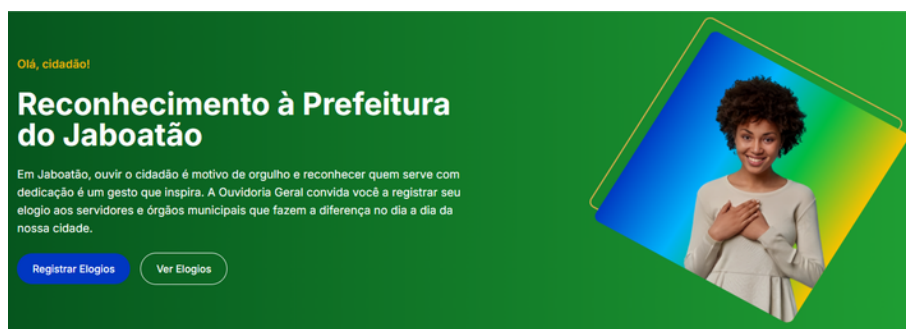 Olá, cidadão!
Reconhecimento à Prefeitura
do Jaboatão
Em Jaboatão, ouvir o cidadão é motivo de orgulho e reconhecer quem serve com
dedicação é um gesto que inspira. A Ouvidoria Geral convida você a registrar seu
elogio aos servidores e órgãos municipais que fazem a diferença no dia a dia da
nossa cidade.
Registrar Elogios
Ver Elogios